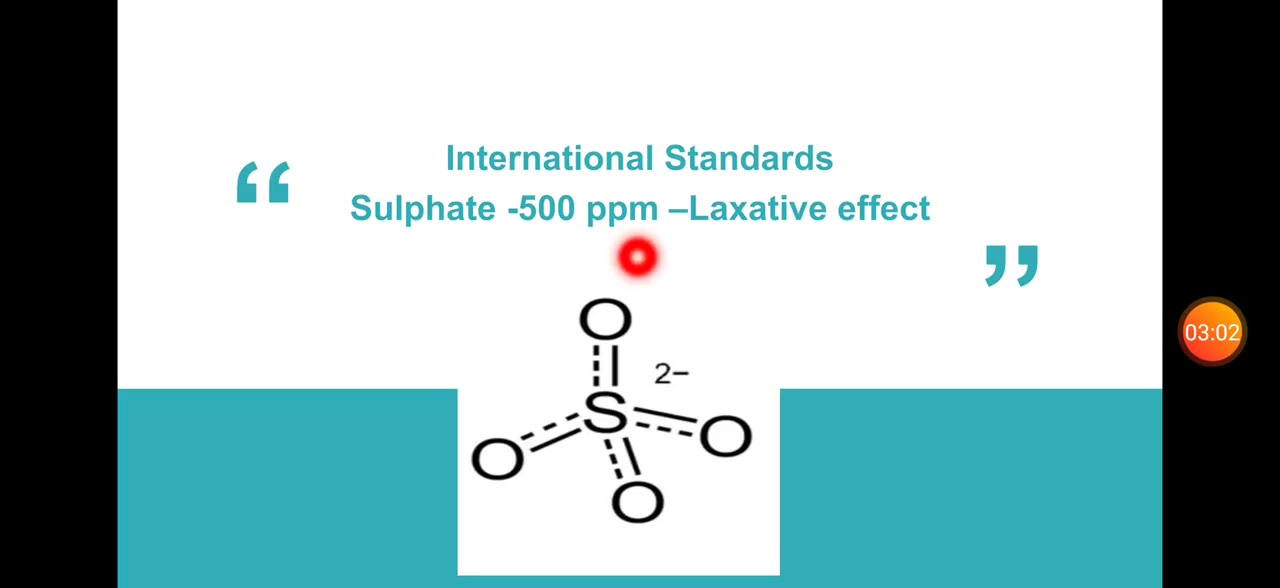 “
International Standards
Sulphate -500 ppm –Laxative effect
”
O
2−
S
O
O
O
03:02